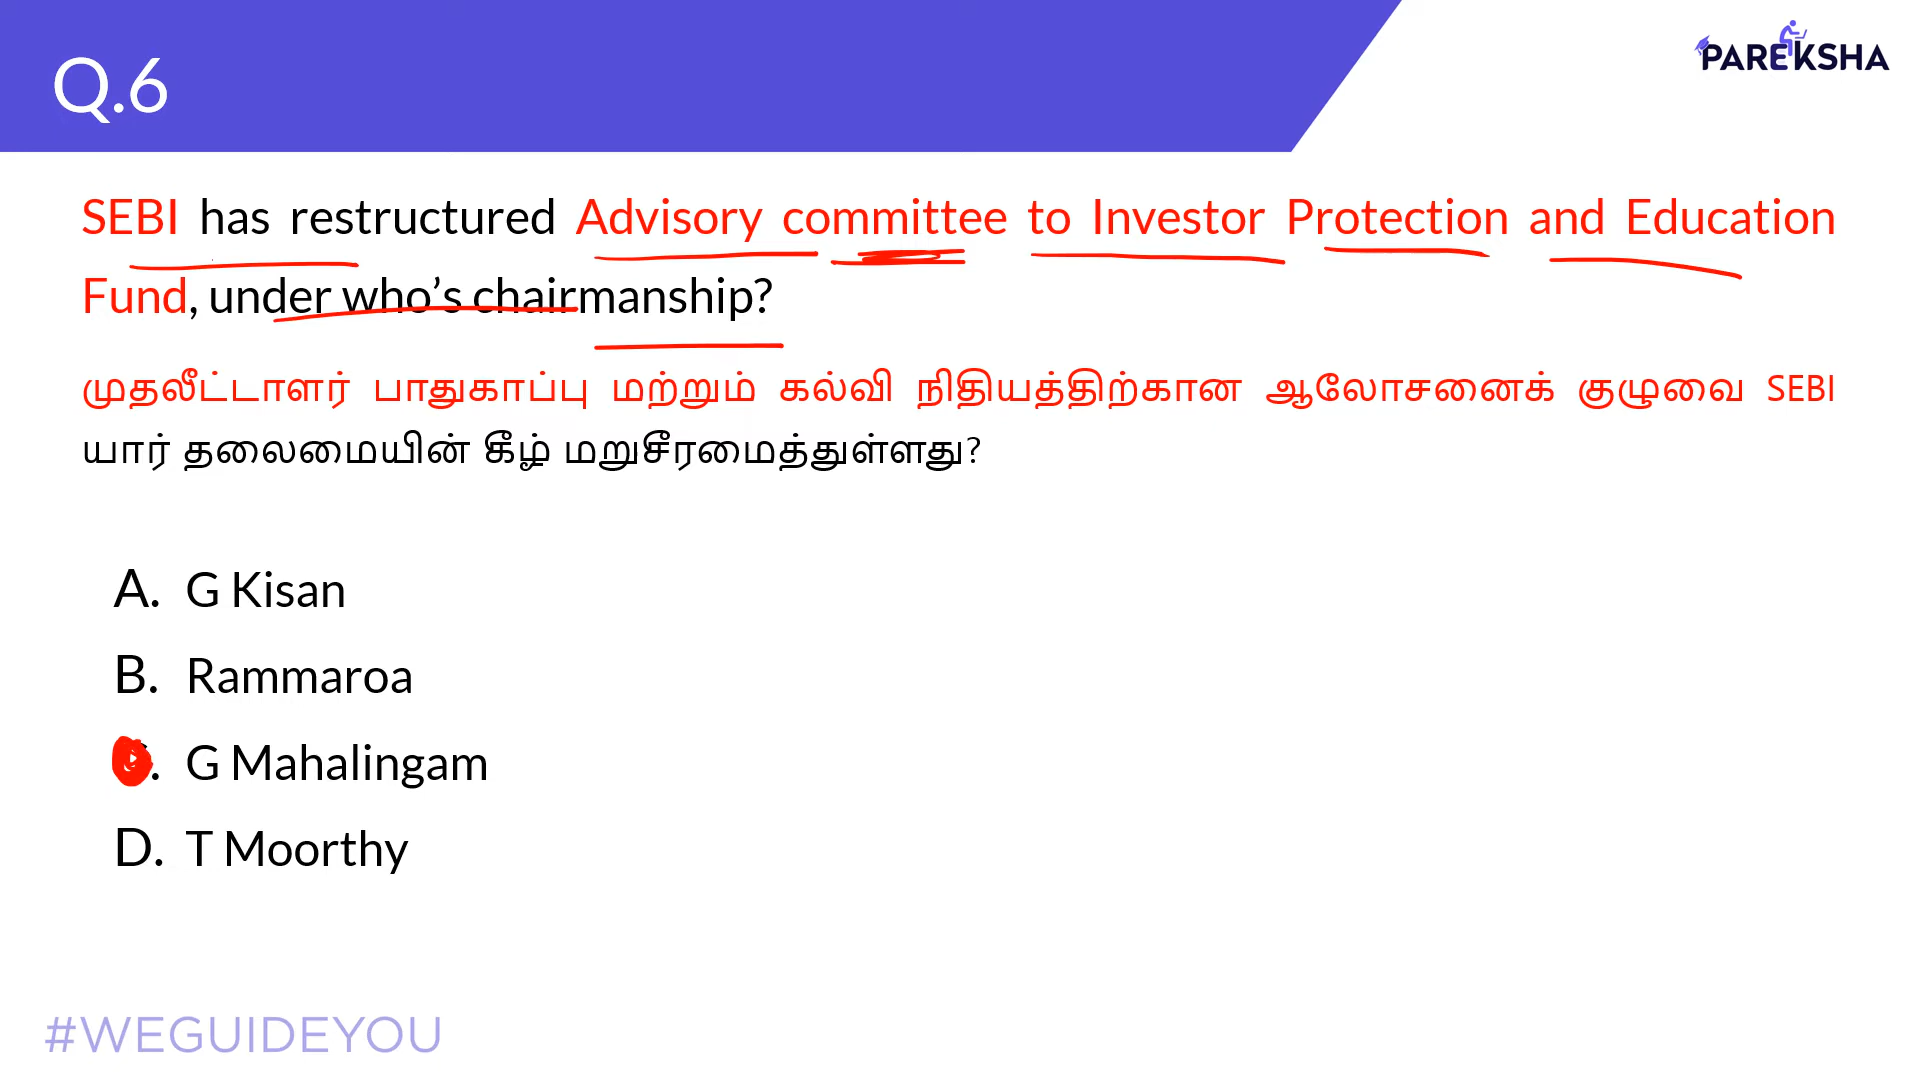 Q.6
PAREKSHA
SEBI has restructured Advisory committee to Investor Protection and Education
Fund, under who’s chairmanship?
முதலீட்டாளர் பாதுகாப்பு மற்றும் கல்வி நிதியத்திற்கான ஆலோசனைக் குழுவை SEBI
யார் தலைமையின் கீழ் மறுசீரமைத்துள்ளது?
A. G Kisan
B. Rammaroa
G Mahalingam
D. T Moorthy
#WEGUIDEYOU